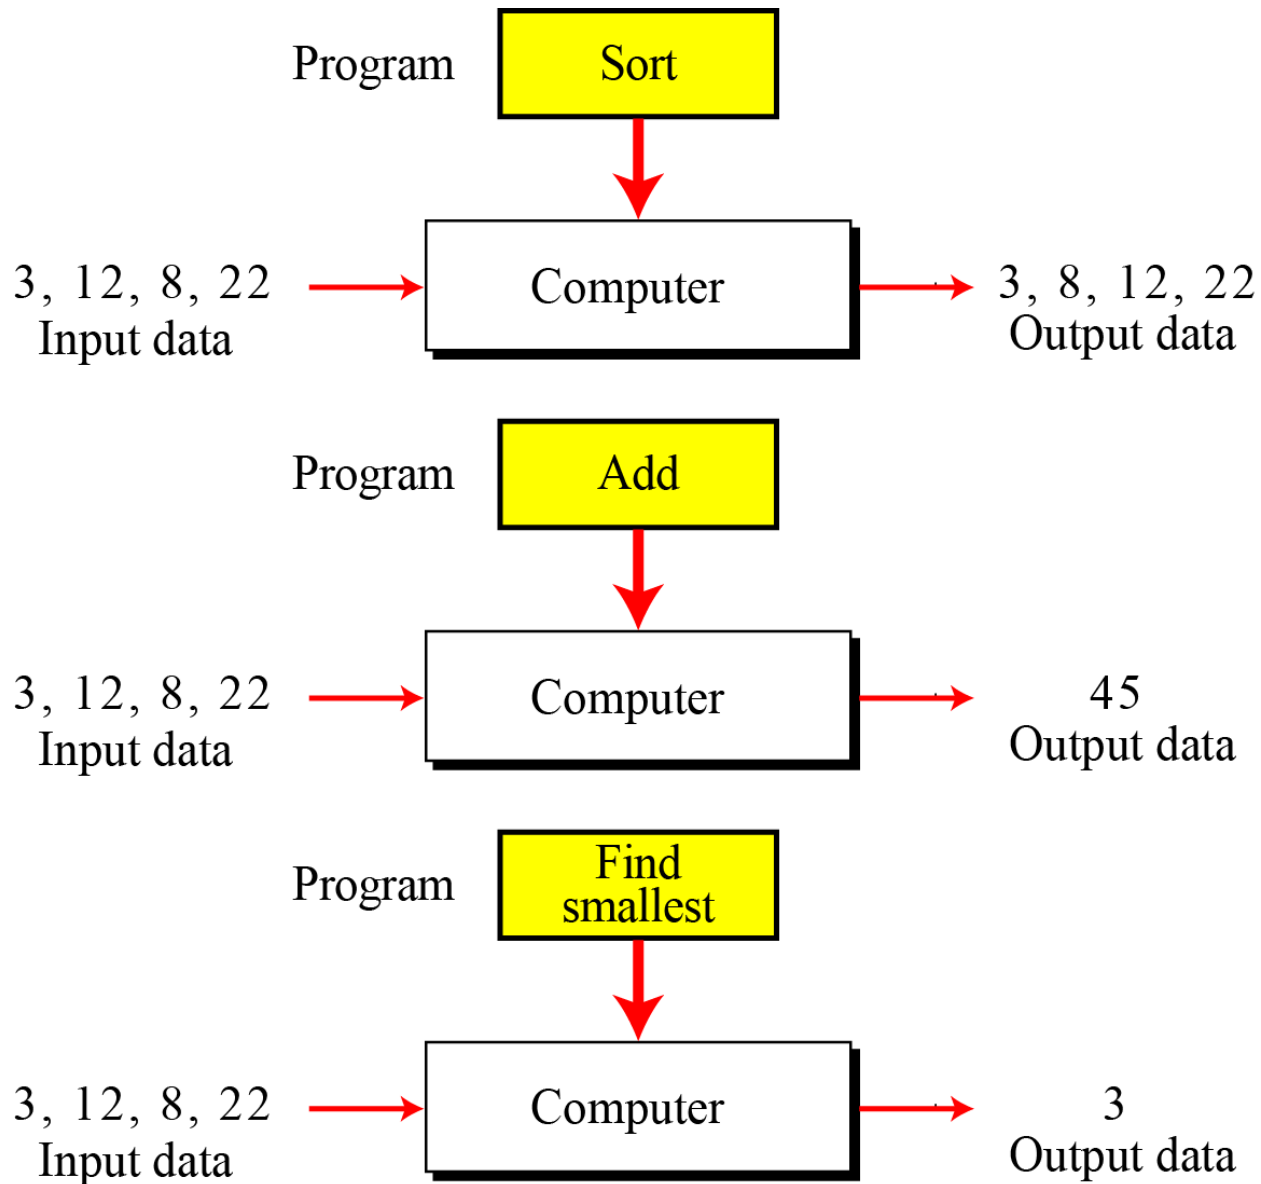 Program
Sort
3, 12, 8, 22
Input data
Computer
3, 8, 12, 22
Output data
Program
Add
3, 12, 8, 22
Input data
Computer
45
Output data
Program
Find
smallest
3, 12, 8, 22
Input data
Computer
3
Output data